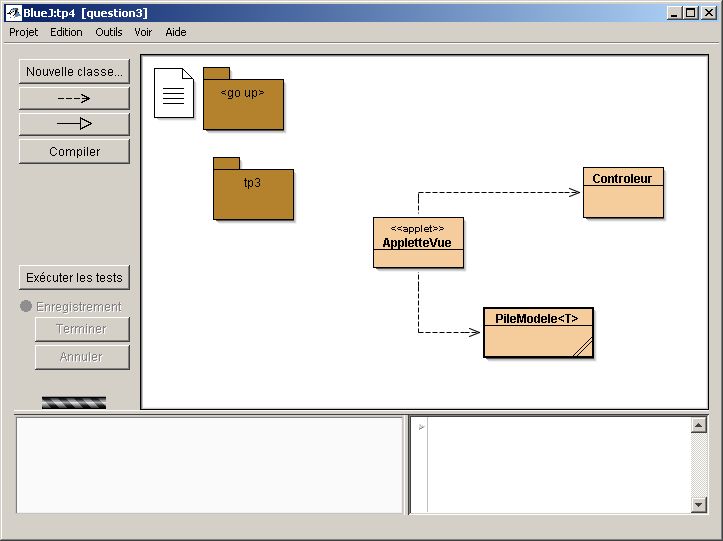 BlueJ:tp4 [question3]
Projet Edition Outils Voir Aide
Nouvelle classe...
Compiler
Exécuter les tests
Enregistrement
Terminer
Annuler
<go up>
tp3
Controleur
<<applet>>
AppletteVue
PileModele<T>